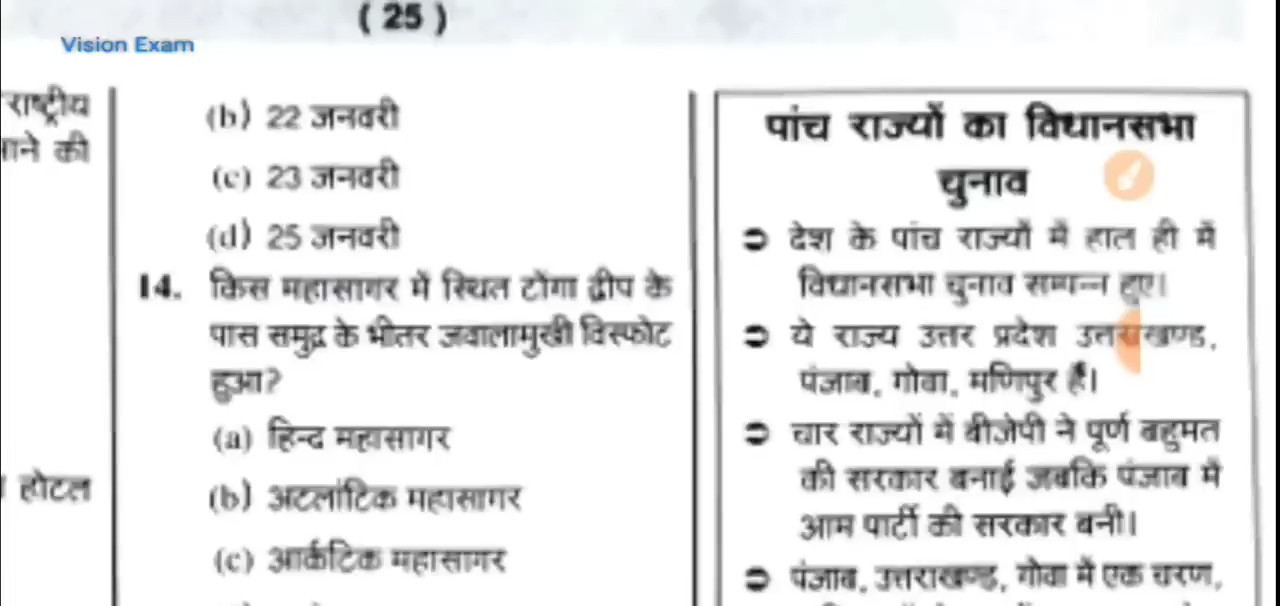 ( 25 )
Vision Exam
राष्ट्रीय
की
होटल
(b) 22 जनवरी
(c) 23 जनवरी
(d) 25 जनवरी
14. किस महासागर में स्थित टोंगा द्वीप के
पास समुद्र के भीतर जवालामुखी विस्फोट
हुआ?
(a) हिन्द महासागर
(b) अटलांटिक महासागर
(c) आर्कटिक महासागर
पांच राज्यों का विधानसभा
चुनाव
➲ देश के पांच राज्यों में हाल ही में
विधानसभा चुनाव सम्पन्न हुए।
➲ ये राज्य उत्तर प्रदेश उत्तराखण्ड,
पंजाब, गोवा, मणिपुर हैं।
➲ चार राज्यों में बीजेपी ने पूर्ण बहुमत
की सरकार बनाई जबकि पंजाब में
आम पार्टी की सरकार बनी।
➲ पंजाब, उत्तराखण्ड, गोवा में एक चरण,